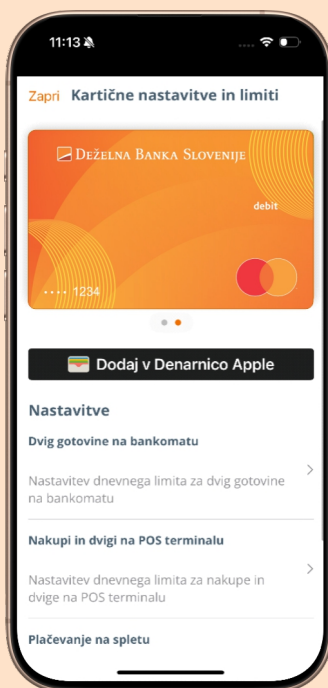 11:13
Zapri Kartične nastavitve in limiti
DEŽELNA BANKA SLOVENIJE
debit
•••• 1234
Dodaj v Denarnico Apple
Nastavitve
Dvig gotovine na bankomatu
Nastavitev dnevnega limita za dvig gotovine
na bankomatu
Nakupi in dvigi na POS terminalu
Nastavitev dnevnega limita za nakupe in
dvige na POS terminalu
Plačevanje na spletu